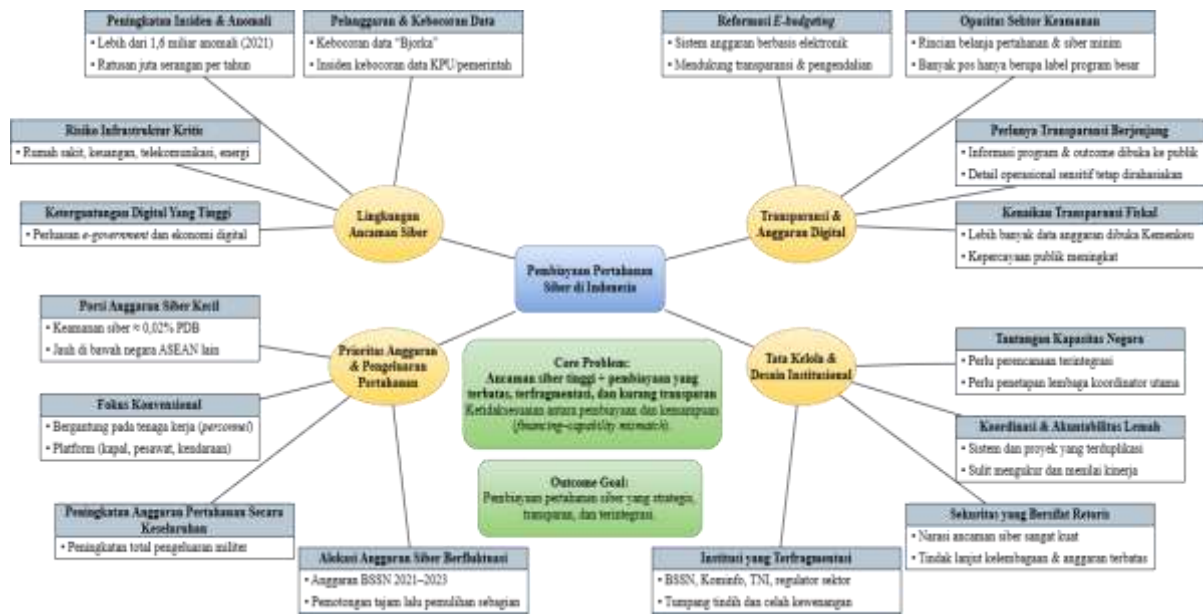 Peningkatan Insiden & Anomali
• Lebih dari 1,6 miliar anomali (2021)
• Ratusan juta serangan per tahun
Pelanggaran & Kebocoran Data
• Kebocoran data “Bjorka”
• Insiden kebocoran data KPU/pemerintah
Risiko Infrastruktur Kritis
• Rumah sakit, keuangan, telekomunikasi, energi
Ketergantungan Digital Yang Tinggi
• Perluasan e-government dan ekonomi digital
Lingkungan
Ancaman Siber
Reformasi E-budgeting
• Sistem anggaran berbasis elektronik
• Mendukung transparansi & pengendalian
Opasitas Sektor Keamanan
• Rincian belanja pertahanan & siber minim
• Banyak pos hanya berupa label program besar
Perlunya Transparansi Berjenjang
• Informasi program & outcome dibuka ke publik
• Detail operasional sensitif tetap dirahasiakan
Kenaikan Transparansi Fiskal
• Lebih banyak data anggaran dibuka Kemenkeu
• Kepercayaan publik meningkat
Transparansi &
Anggaran Digital
Pembiayaan Pertahanan
Siber di Indonesia
Porsi Anggaran Siber Kecil
• Keamanan siber ≈ 0,02% PDB
• Jauh di bawah negara ASEAN lain
Fokus Konvensional
• Bergantung pada tenaga kerja (personnel)
• Platform (kapal, pesawat, kendaraan)
Peningkatan Anggaran Pertahanan Secara
Keseluruhan
• Peningkatan total pengeluaran militer
Alokasi Anggaran Siber Berfluktuasi
• Anggaran BSSN 2021–2023
• Pemotongan tajam lalu pemulihan sebagian
Prioritas Anggaran
& Pengeluaran
Pertahanan
Core Problem:
Ancaman siber tinggi + pembiayaan yang
terbatas, terfragmentasi, dan kurang transparan
Ketidaksesuaian antara pembiayaan dan kemampuan
(financing–capability mismatch).
Outcome Goal:
Pembiayaan pertahanan siber yang strategis,
transparan, dan terintegrasi.
Tata Kelola &
Desain Institusional
Tantangan Kapasitas Negara
• Perlu perencanaan terintegrasi
• Perlu penetapan lembaga koordinator utama
Koordinasi & Akuntabilitas Lemah
• Sistem dan proyek yang terduplikasi
• Sulit mengukur dan menilai kinerja
Sekuritas yang Bersifat Retoris
• Narasi ancaman siber sangat kuat
• Tindak lanjut kelembagaan & anggaran terbatas
Institusi yang Terfragmentasi
• BSSN, Kominfo, TNI, regulator sektor
• Tumpang tindih dan celah kewenangan